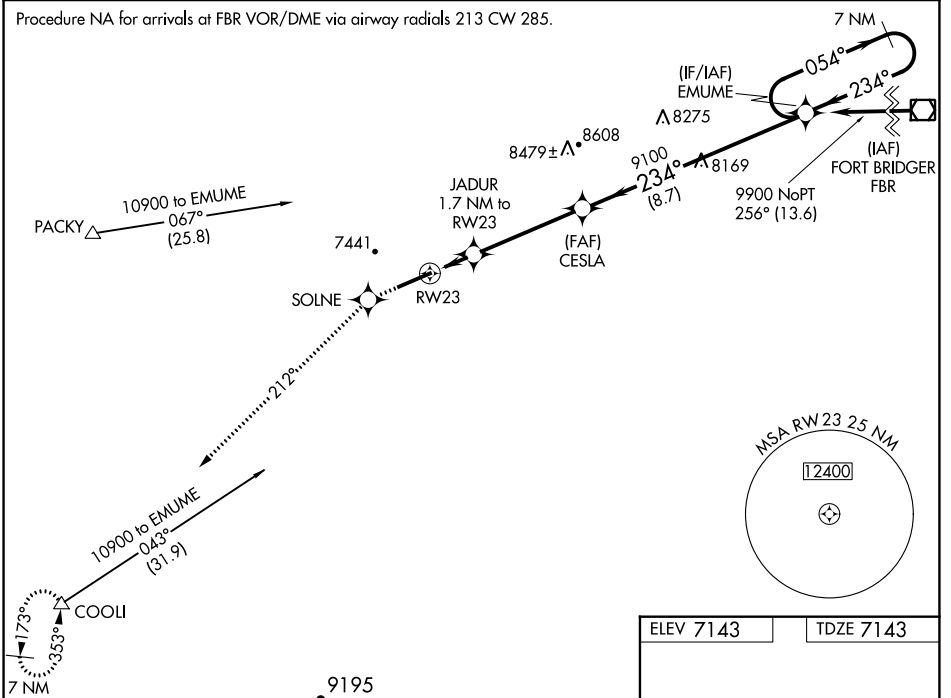 Procedure NA for arrivals at FBR VOR/DME via airway radials 213 CW 285.
7 NM
054°
234°
(IF/IAF)
EMUME
(IAF)
FORT BRIDGER
FBR
9900 NoPT
256° (13.6)
8275
8608
8479±
8169
9100
234°
(8.7)
JADUR
1.7 NM to
RW23
(FAF)
CESLA
10900 to EMUME
067°
(25.8)
PACKY
7441
SOLNE
RW23
212°
MSA RW23 25 NM
12400
10900 to EMUME
043°
(31.9)
COOLI
173°
353°
7 NM
9195
ELEV 7143
TDZE 7143